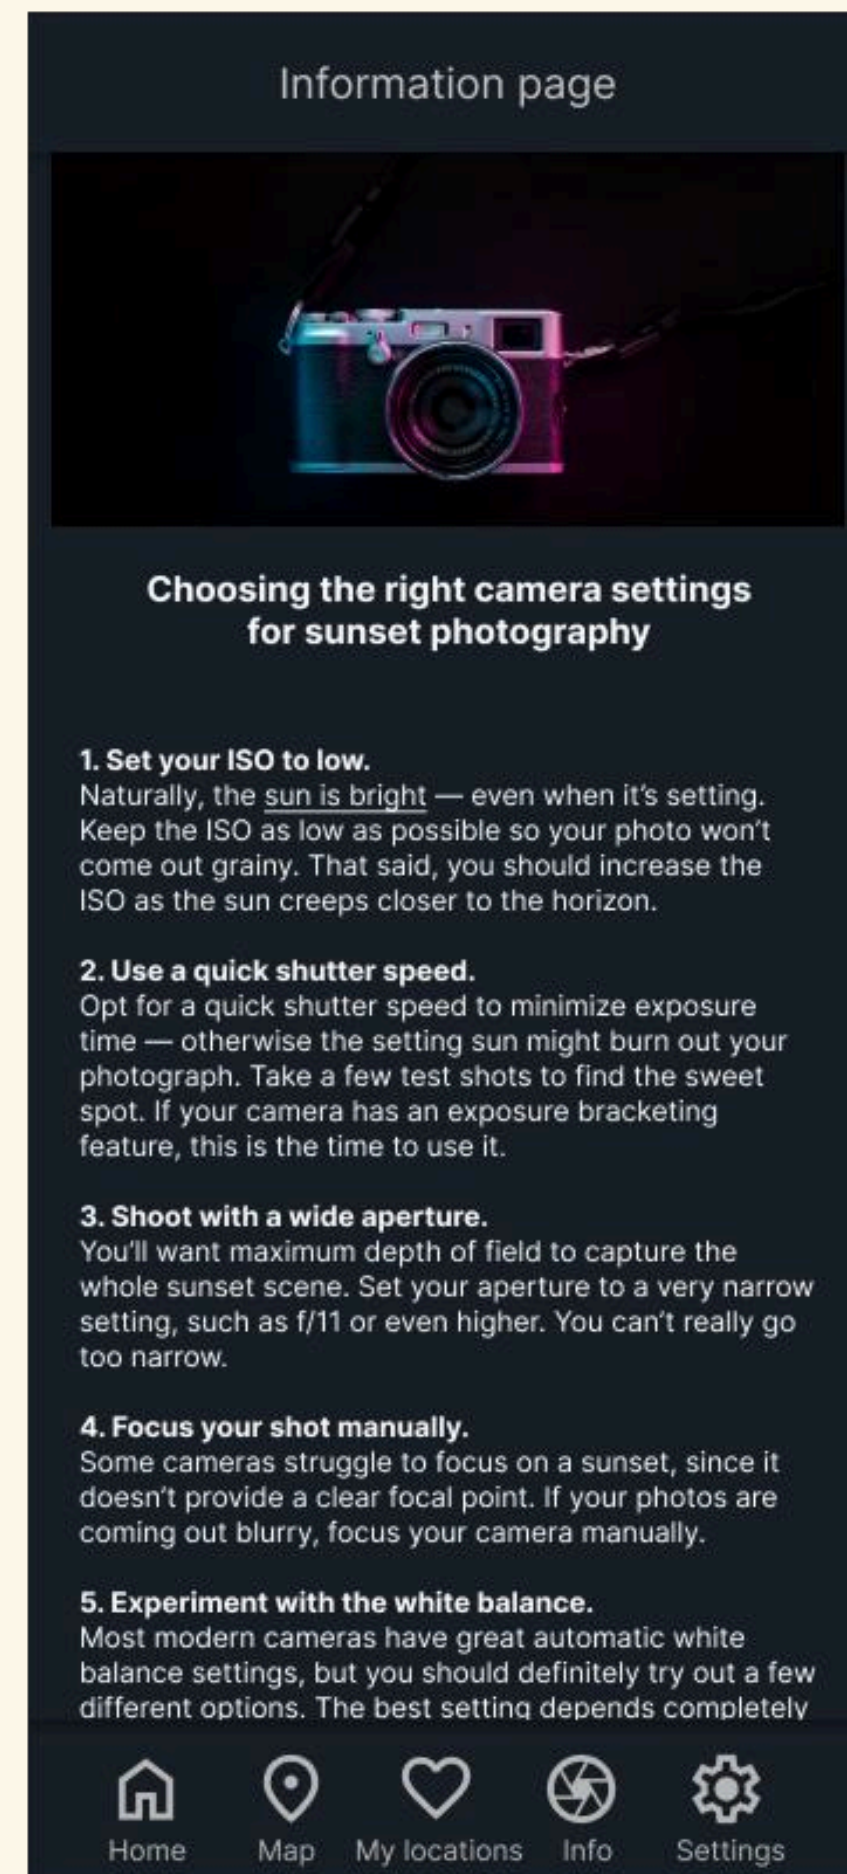 Information page
Choosing the right camera settings
for sunset photography
1. Set your ISO to low.
Naturally, the sun is bright — even when it's setting.
Keep the ISO as low as possible so your photo won't
come out grainy. That said, you should increase the
ISO as the sun creeps closer to the horizon.
2. Use a quick shutter speed.
Opt for a quick shutter speed to minimize exposure
time — otherwise the setting sun might burn out your
photograph. Take a few test shots to find the sweet
spot. If your camera has an exposure bracketing
feature, this is the time to use it.
3. Shoot with a wide aperture.
You'll want maximum depth of field to capture the
whole sunset scene. Set your aperture to a very narrow
setting, such as f/11 or even higher. You can't really go
too narrow.
4. Focus your shot manually.
Some cameras struggle to focus on a sunset, since it
doesn't provide a clear focal point. If your photos are
coming out blurry, focus your camera manually.
5. Experiment with the white balance.
Most modern cameras have great automatic white
balance settings, but you should definitely try out a few
different options. The best setting depends completely
Home Map My locations Info Settings